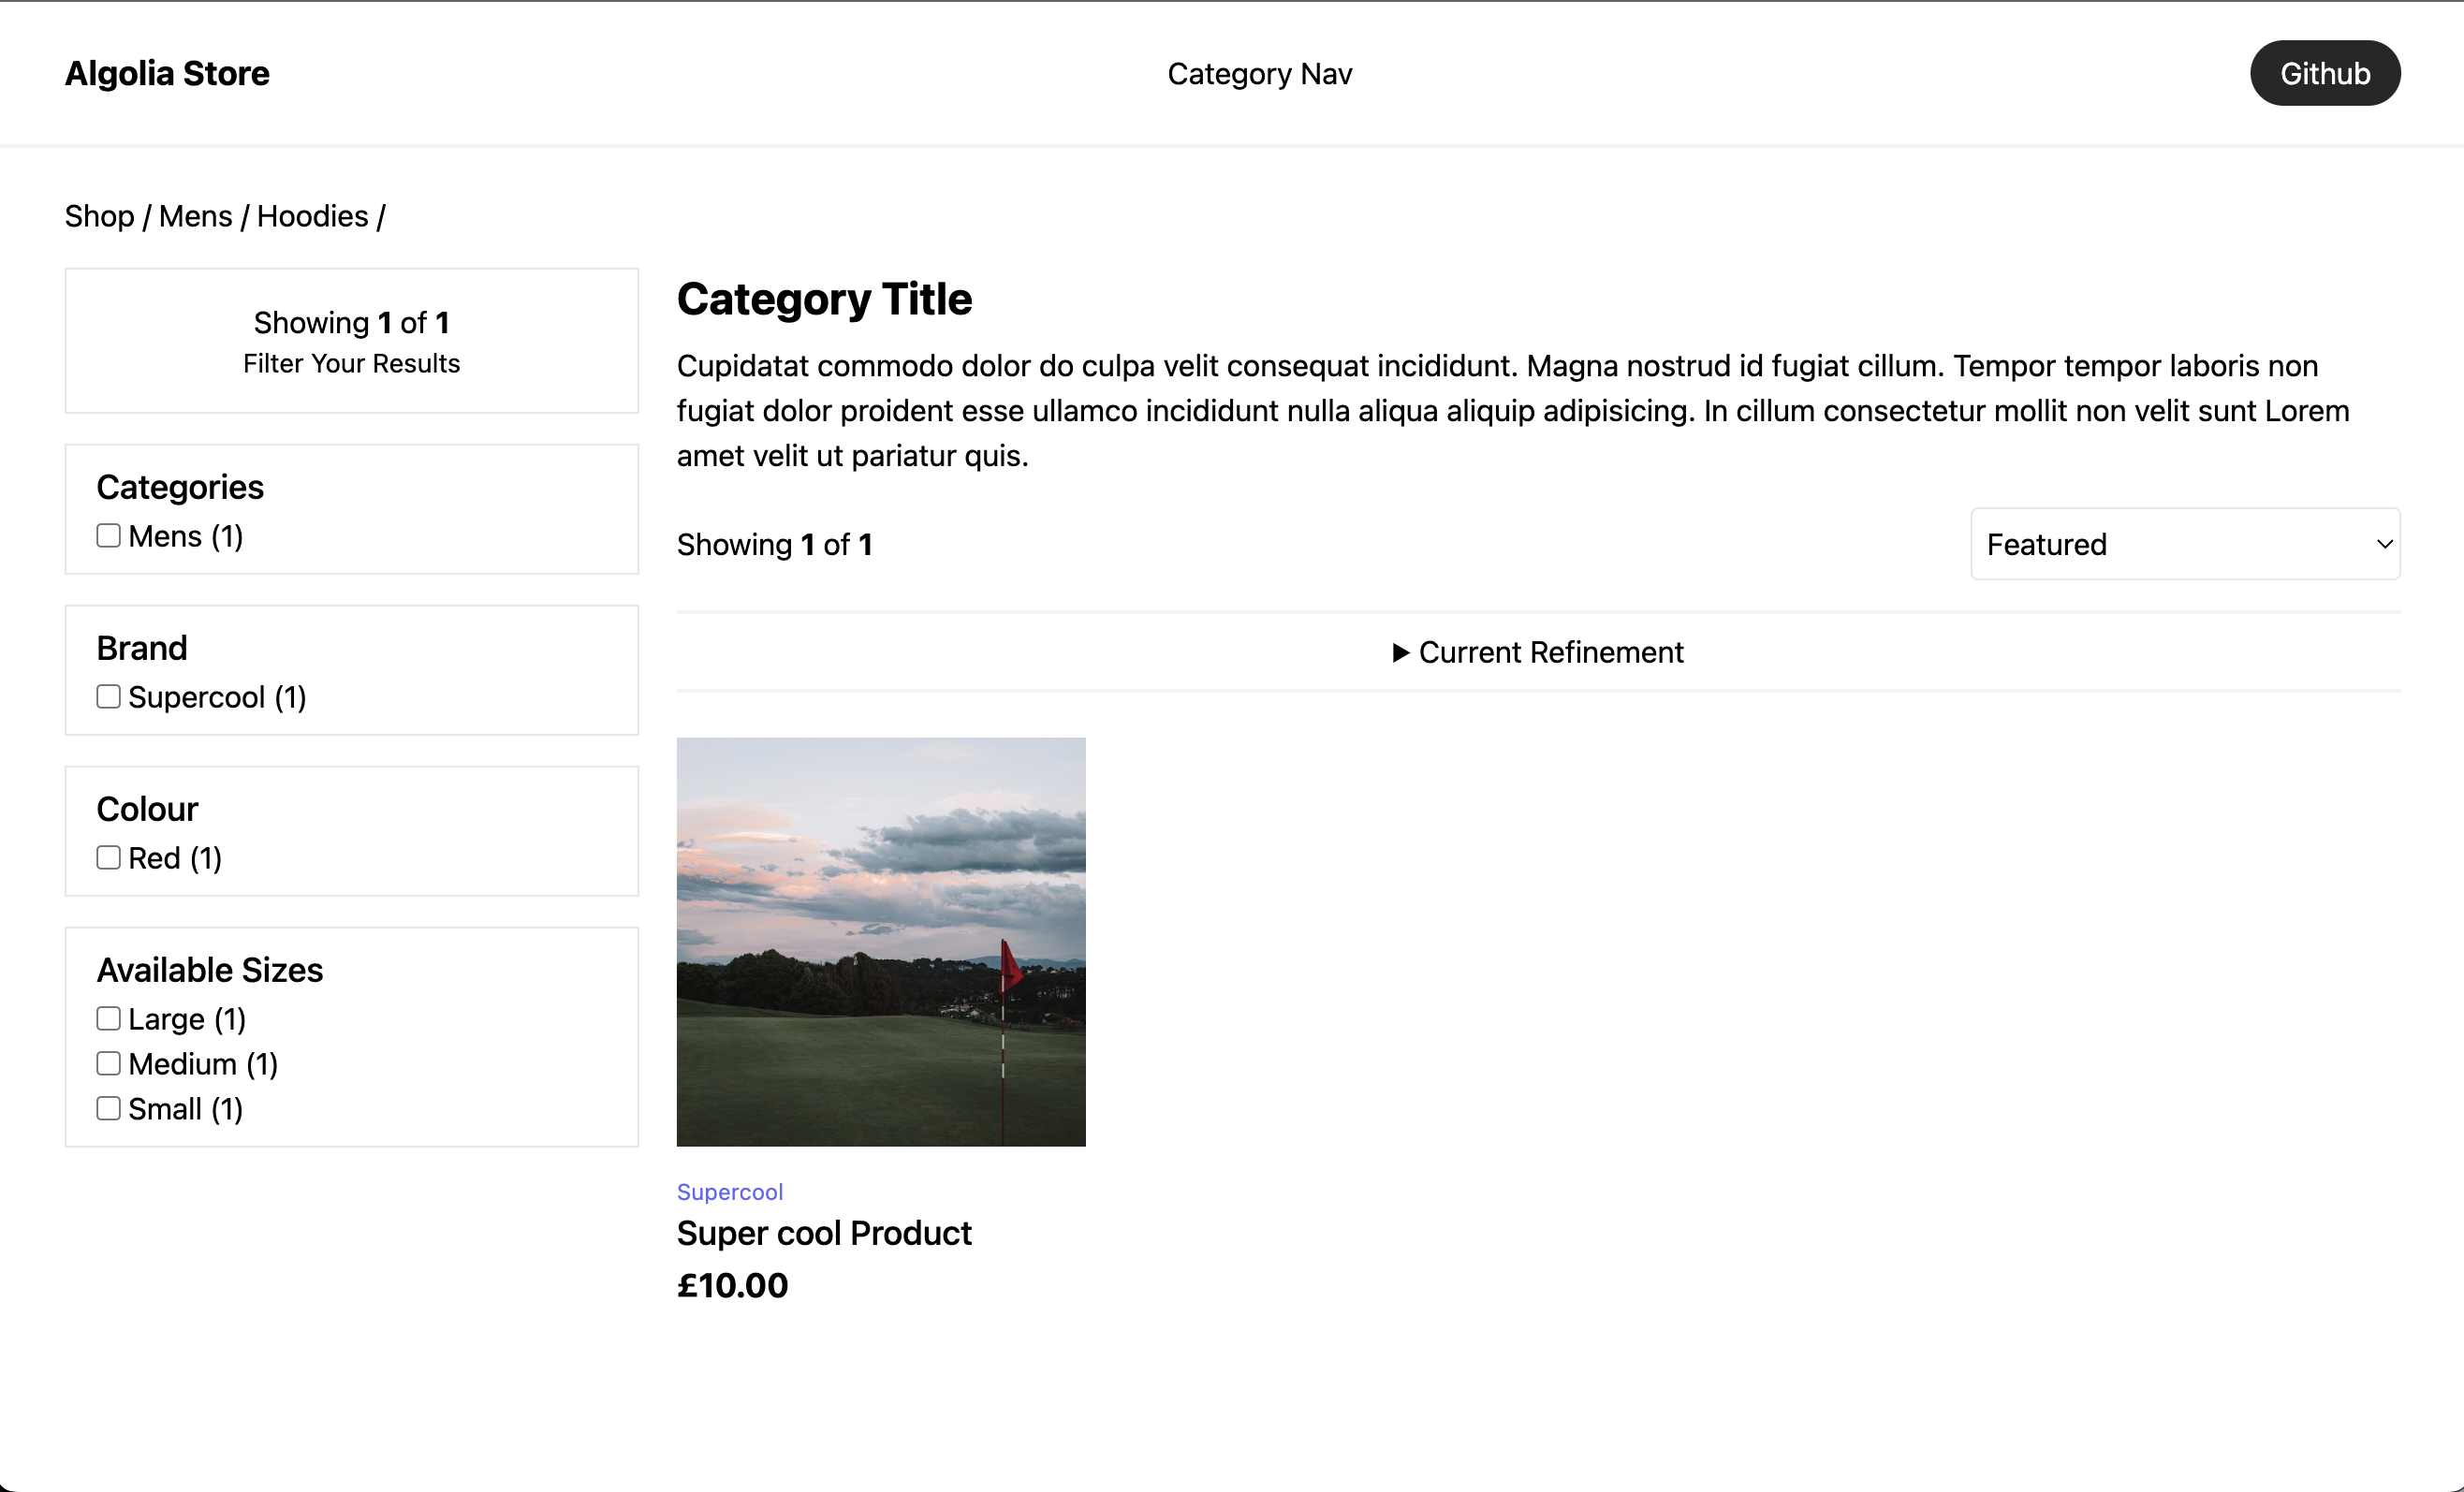 Algolia Store
Category Nav
Github
Shop / Mens / Hoodies /
Showing 1 of 1
Filter Your Results
Categories
Mens (1)
Brand
Supercool (1)
Colour
Red (1)
Available Sizes
Large (1)
Medium (1)
Small (1)
Category Title
Cupidatat commodo dolor do culpa velit consequat incididunt. Magna nostrud id fugiat cillum. Tempor tempor laboris non
fugiat dolor proident esse ullamco incididunt nulla aliqua aliquip adipisicing. In cillum consectetur mollit non velit sunt Lorem
amet velit ut pariatur quis.
Showing 1 of 1
Featured
Current Refinement
Supercool
Super cool Product
£10.00